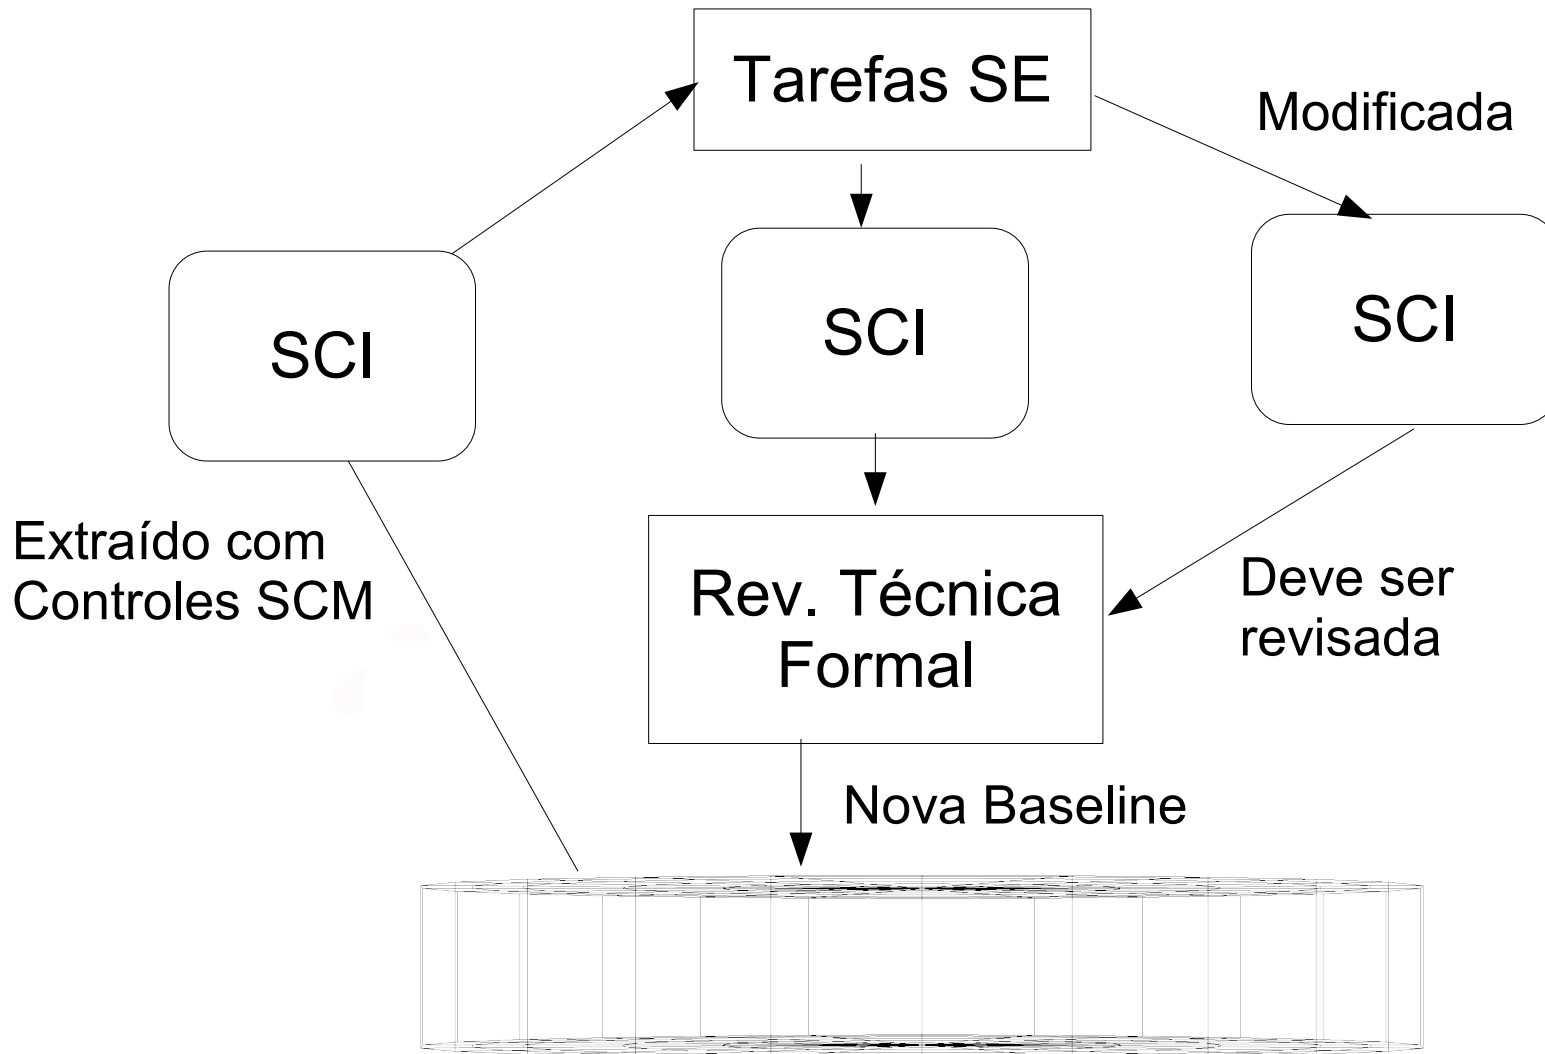 Tarefas SE
Modificada
SCI
SCI
SCI
Extraído com
Controles SCM
Rev. Técnica
Formal
Deve ser
revisada
Nova Baseline